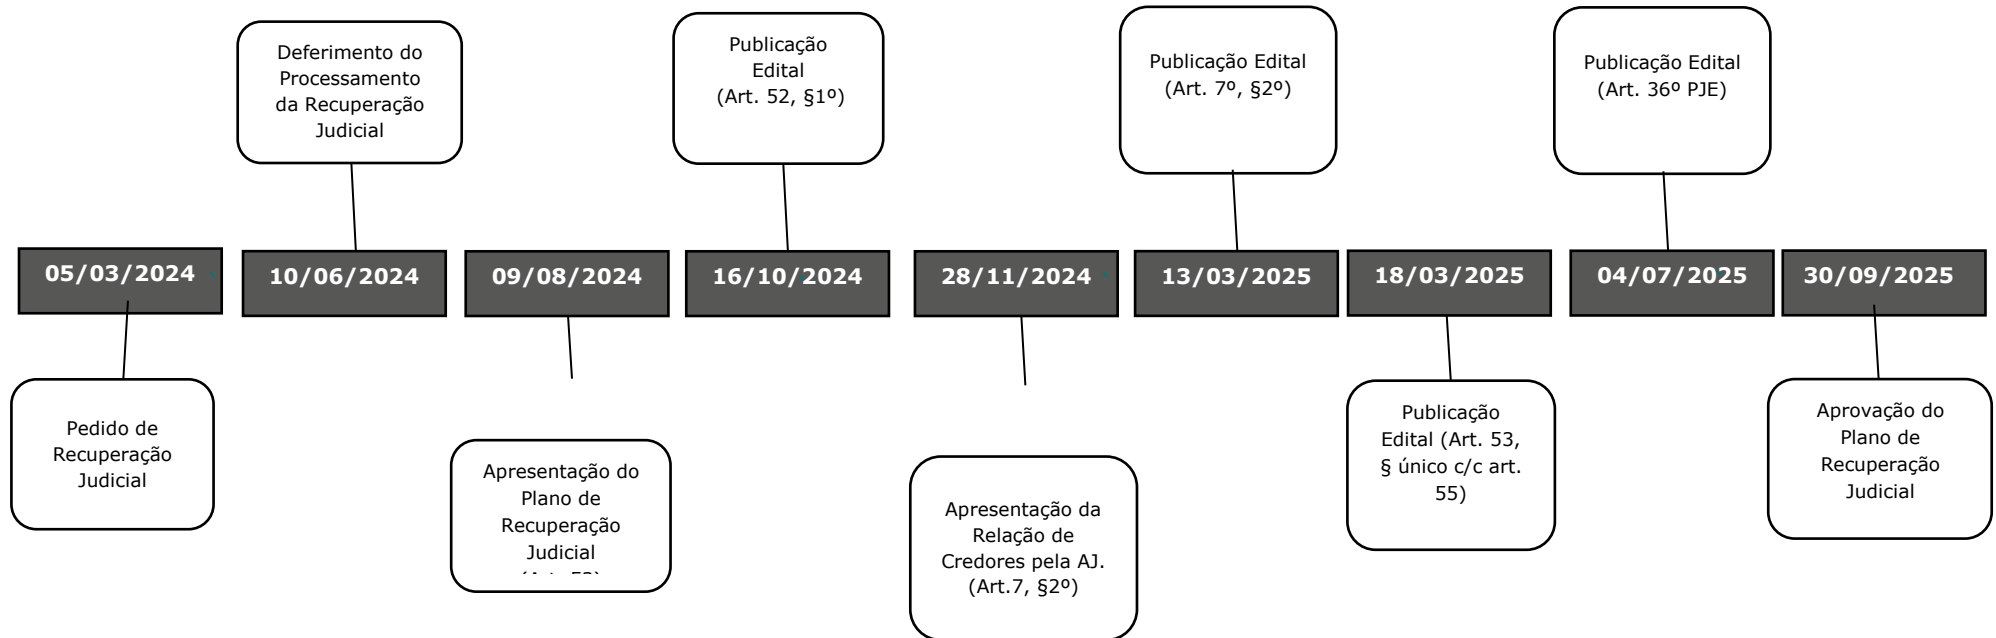 Deferimento do
Processamento
da Recuperação
Judicial
Publicação
Edital
(Art. 52, §1º)
Publicação Edital
(Art. 7º, §2º)
Publicação Edital
(Art. 36º PJE)
05/03/2024
10/06/2024
09/08/2024
16/10/2024
28/11/2024
13/03/2025
18/03/2025
04/07/2025
30/09/2025
Pedido de
Recuperação
Judicial
Apresentação do
Plano de
Recuperação
Judicial
Apresentação da
Relação de
Credores pela AJ.
(Art.7, §2º)
Publicação
Edital (Art. 53,
§ único c/c art.
55)
Aprovação do
Plano de
Recuperação
Judicial